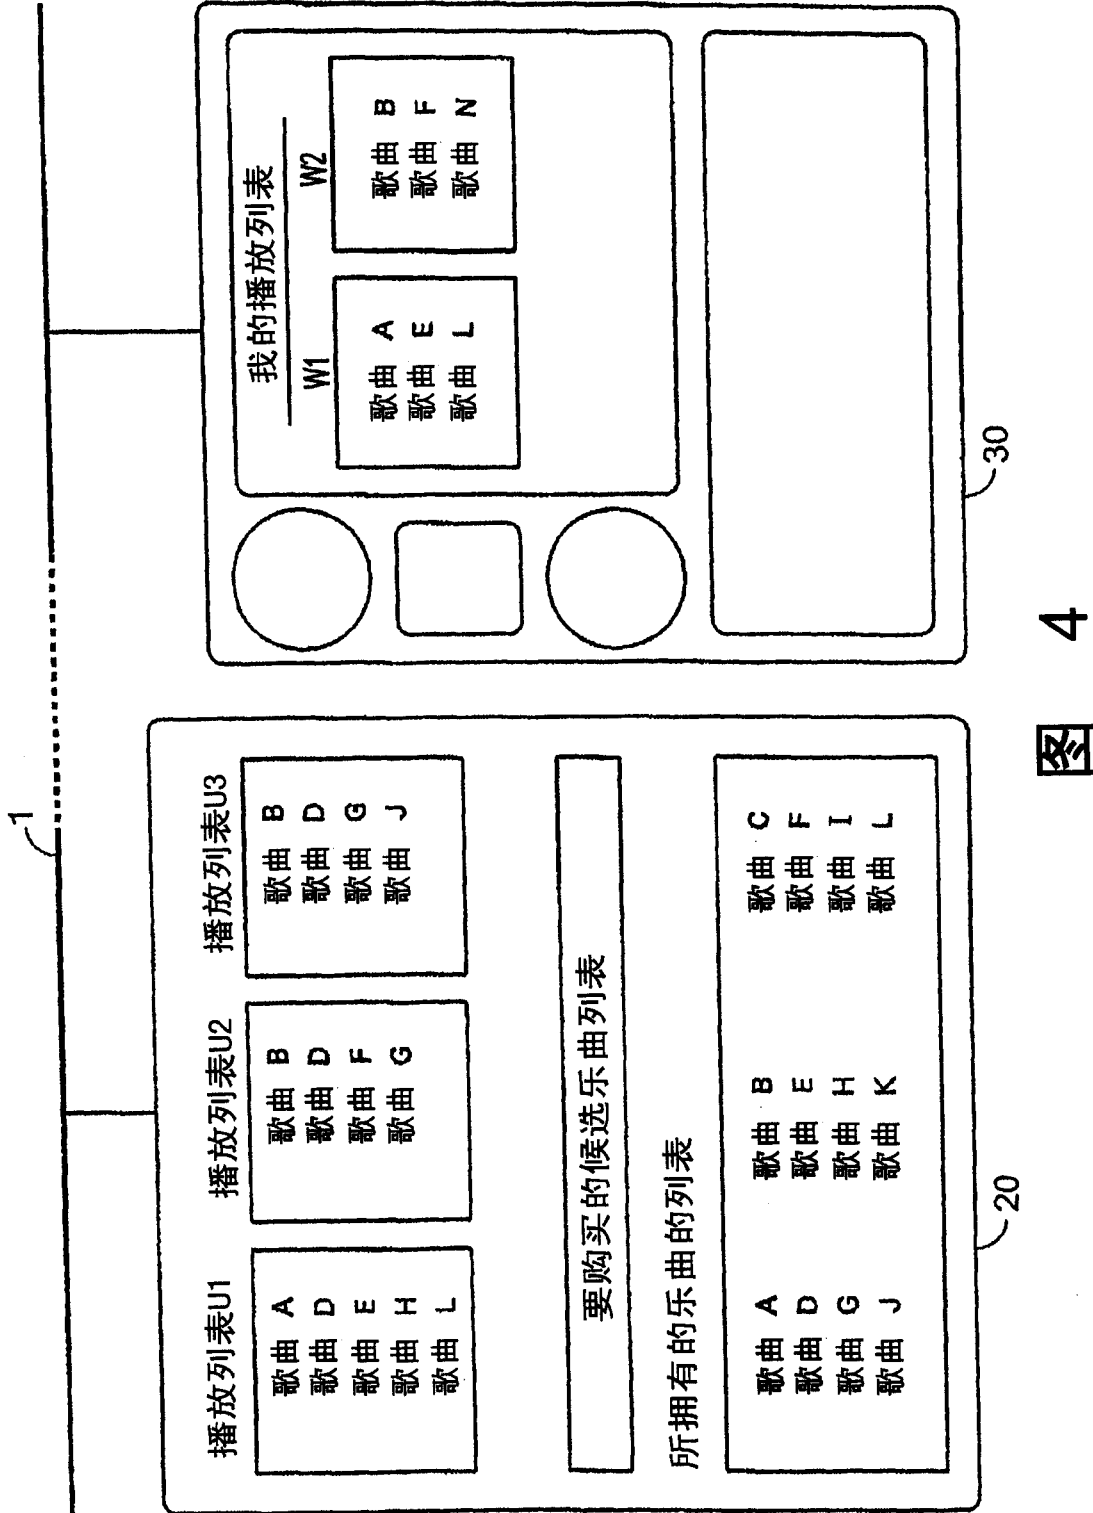 1
播放列表U1
歌曲 A
歌曲 D
歌曲 E
歌曲 H
歌曲 L
播放列表U2
歌曲 B
歌曲 D
歌曲 F
歌曲 G
播放列表U3
歌曲 B
歌曲 D
歌曲 G
歌曲 J
要购买的候选乐曲列表
所拥有的乐曲的列表
歌曲 A 歌曲 B 歌曲 C
歌曲 D 歌曲 E 歌曲 F
歌曲 G 歌曲 H 歌曲 I
歌曲 J 歌曲 K 歌曲 L
20
我的播放列表
W1
歌曲 A
歌曲 E
歌曲 L
W2
歌曲 B
歌曲 F
歌曲 N
30
图 4